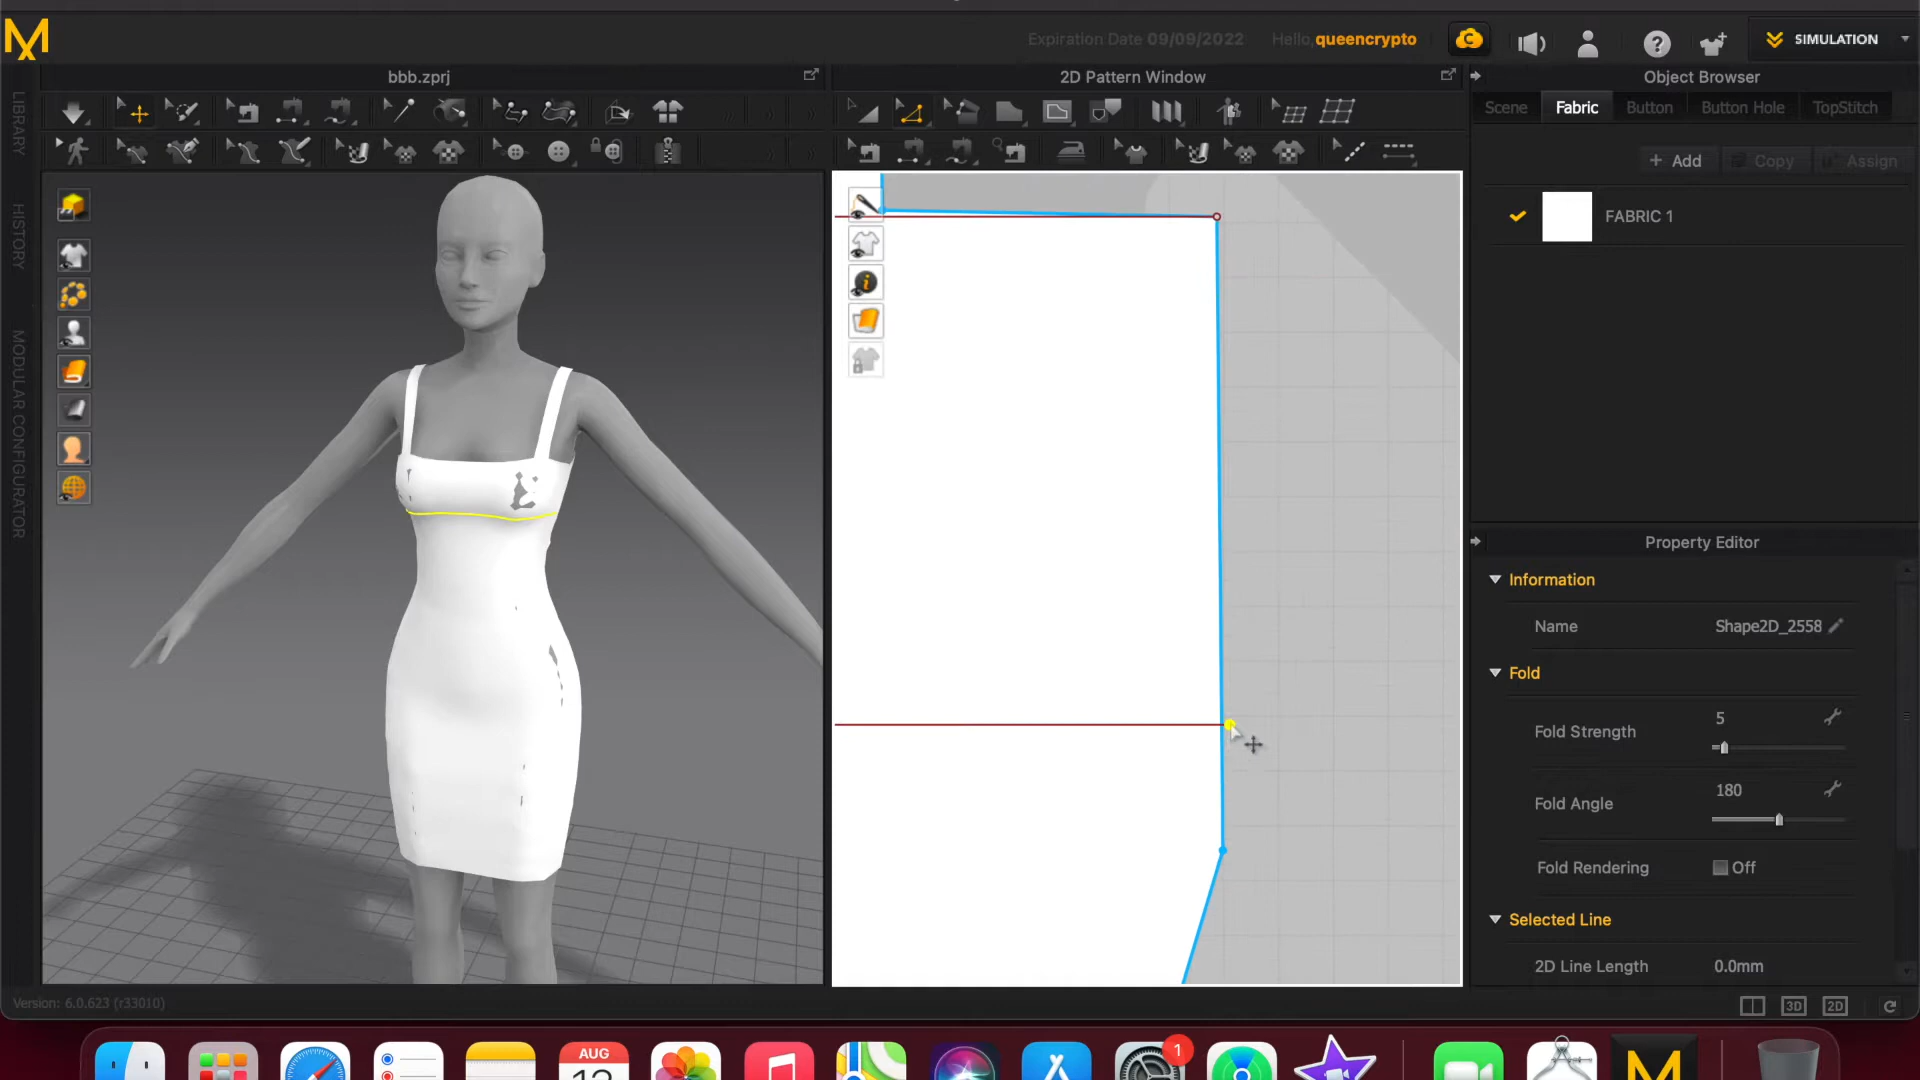 Expiration Date 09/09/2022 Hello, queencrypto
SIMULATION
bbb.zprj
2D Pattern Window
Object Browser
Scene Fabric Button Button Hole TopStitch
+ Add Copy Assign
FABRIC 1
LIBRARY
HISTORY
MODULAR CONFIGURATOR
Property Editor
Information
Name Shape2D_2558
Fold
Fold Strength 5
Fold Angle 180
Fold Rendering Off
Selected Line
2D Line Length 0.0mm
Version: 6.0.623 (r33010)
3D 2D
AUG
1